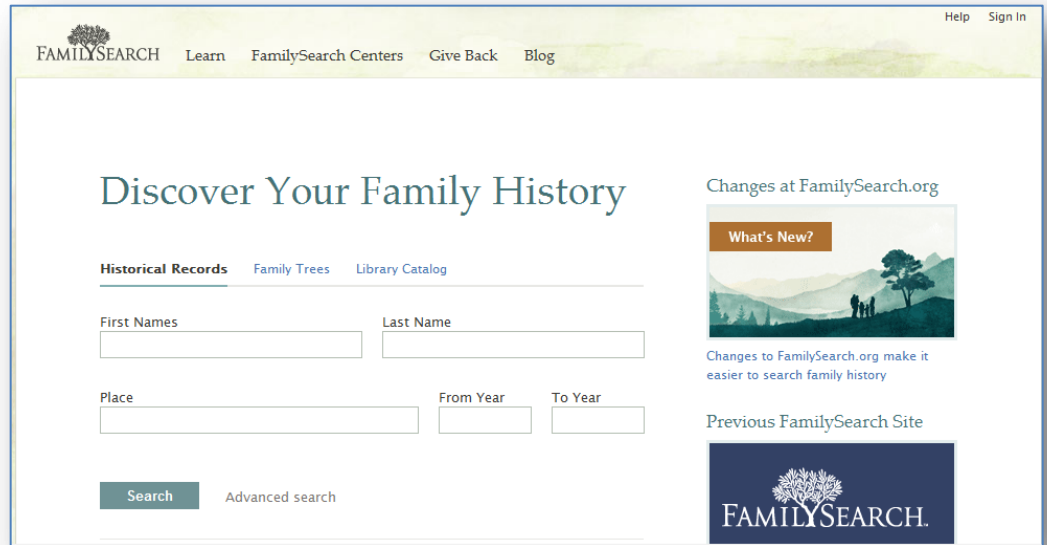 Help Sign In
FAMILYSEARCH Learn FamilySearch Centers Give Back Blog
Discover Your Family History
Historical Records Family Trees Library Catalog
First Names Last Name
Place From Year To Year
Search Advanced search
Changes at FamilySearch.org
What's New?
Changes to FamilySearch.org make it
easier to search family history
Previous FamilySearch Site
FAMILYSEARCH.